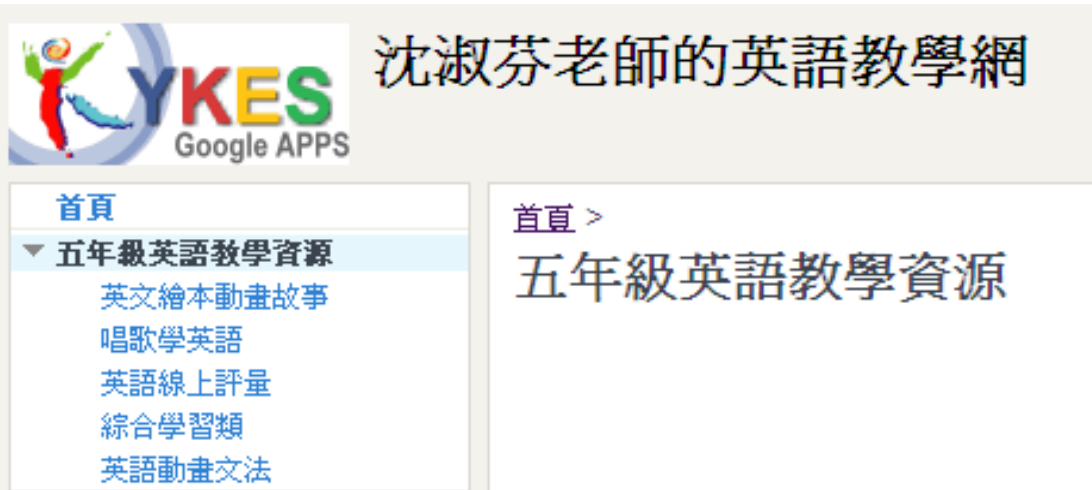 YKES
Google APPS
沈淑芬老師的英語教學網
首頁
五年級英語教學資源
英文繪本動畫故事
唱歌學英語
英語線上評量
綜合學習類
英語動畫文法
首頁 >
五年級英語教學資源